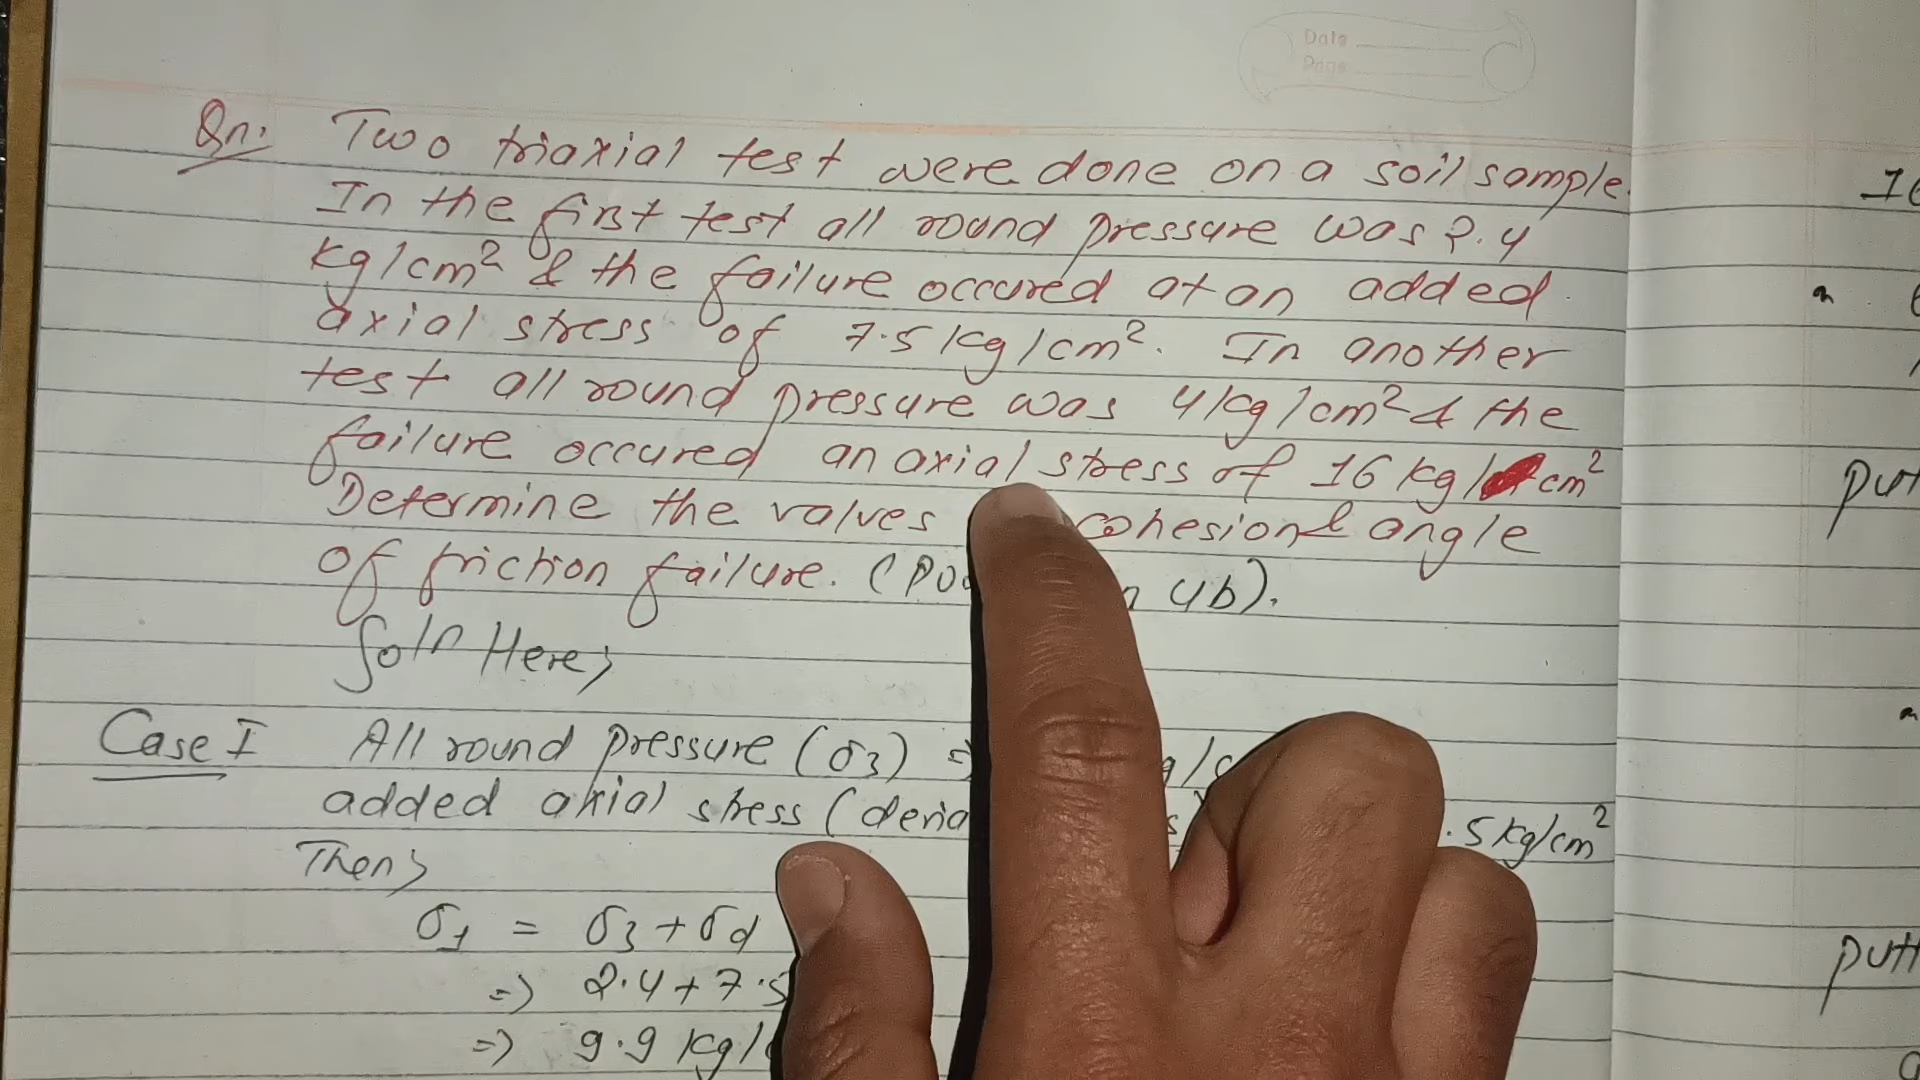 Date
Page
Qn: Two triaxial test were done on a soil sample.
In the first test all round pressure was 2.4
kg/cm² & the failure occured at an added
axial stress of 7.5 kg/cm². In another
test all round pressure was 4 kg/cm² & the
failure occured an axial stress of 16 kg/cm²
Determine the values cohesion & angle
of friction failure. ( 4b).
Soln Here;
Case I All round pressure (σ3) =>
added axial stress ( .5 kg/cm²
Then;
σ1 = σ3 + σd
=> 2.4 + 7.5
=> 9.9 kg/